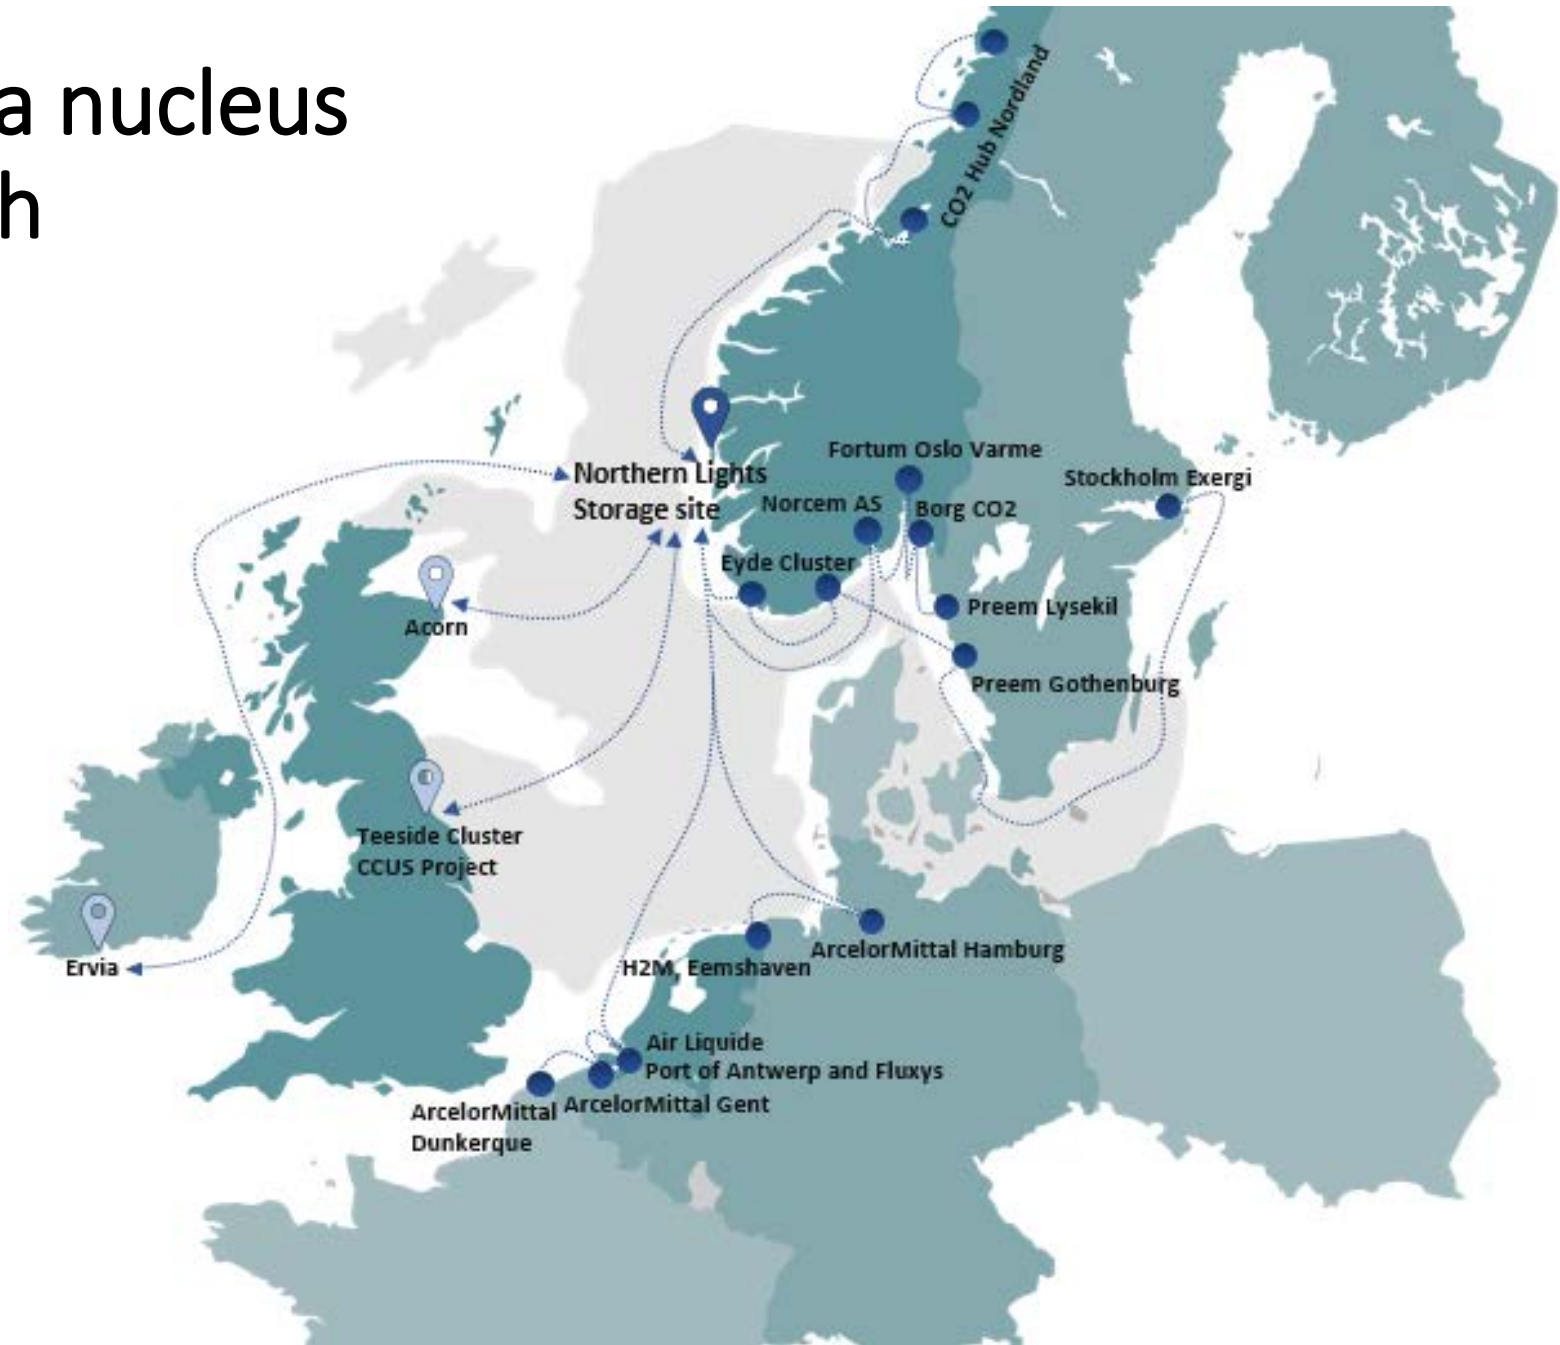 a nucleus
h
CO2 Hub Nordland
Northern Lights
Storage site
Fortum Oslo Varme
Stockholm Exergi
Norcem AS
Borg CO2
Eyde Cluster
Preem Lysekil
Acorn
Preem Gothenburg
Teeside Cluster
CCUS Project
Ervia
ArcelorMittal Hamburg
H2M, Eemshaven
Air Liquide
Port of Antwerp and Fluxys
ArcelorMittal Gent
ArcelorMittal
Dunkerque